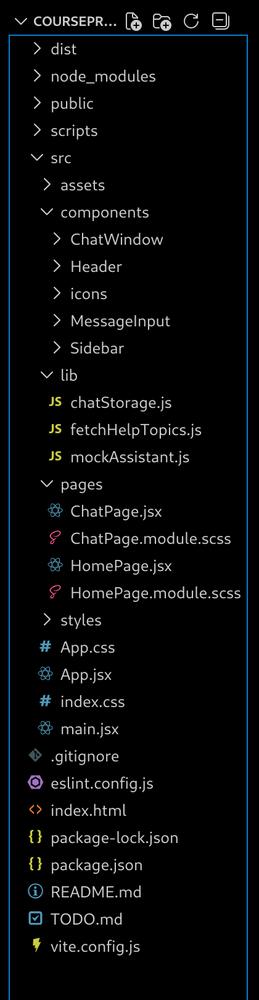 COURSEPR...
dist
node_modules
public
scripts
src
assets
components
ChatWindow
Header
icons
MessageInput
Sidebar
lib
JS chatStorage.js
JS fetchHelpTopics.js
JS mockAssistant.js
pages
ChatPage.jsx
ChatPage.module.scss
HomePage.jsx
HomePage.module.scss
styles
# App.css
App.jsx
# index.css
main.jsx
.gitignore
eslint.config.js
<> index.html
{} package-lock.json
{} package.json
README.md
TODO.md
vite.config.js